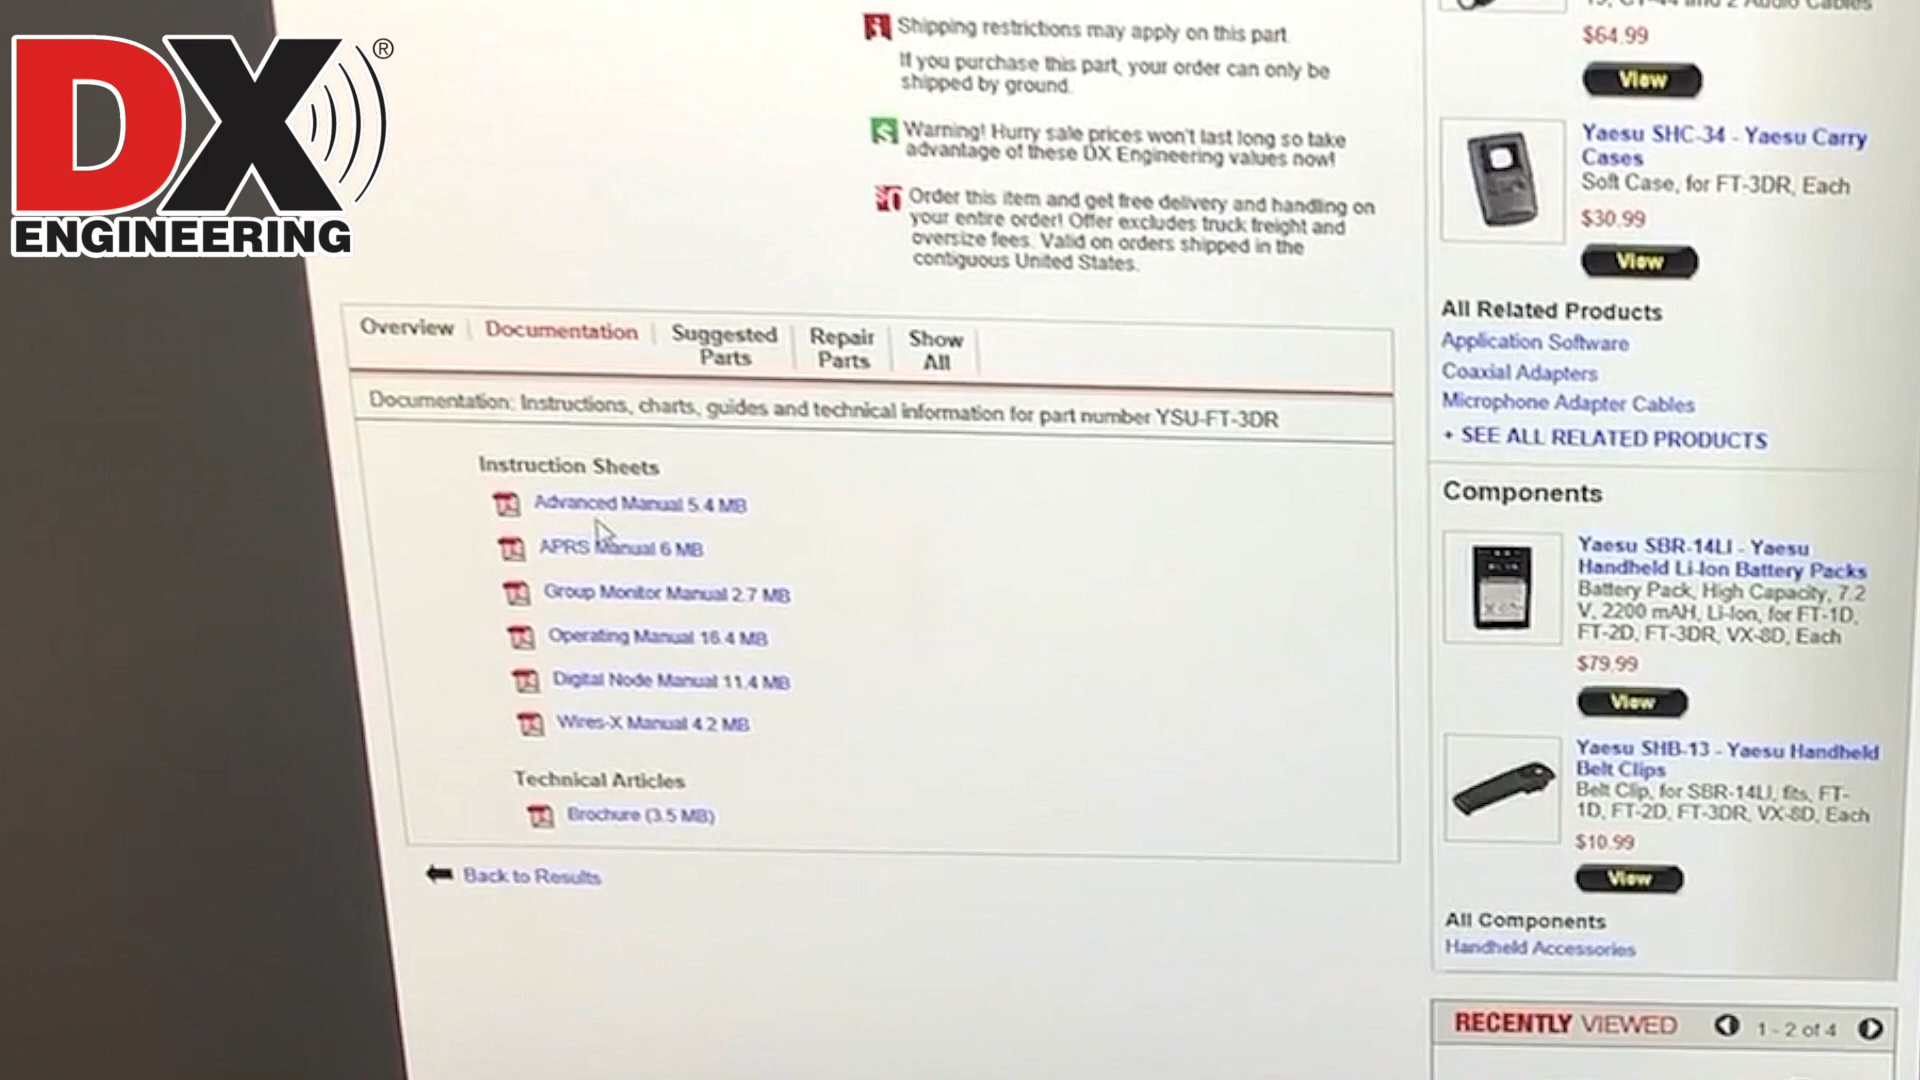 DX®
ENGINEERING
Shipping restrictions may apply on this part.
If you purchase this part, your order can only be
shipped by ground.
Warning! Hurry sale prices won't last long so take
advantage of these DX Engineering values now!
Order this item and get free delivery and handling on
your entire order! Offer excludes truck freight and
oversize fees. Valid on orders shipped in the
contiguous United States.
Overview
Documentation
Suggested
Parts
Repair
Parts
Show
All
Documentation: Instructions, charts, guides and technical information for part number YSU-FT-3DR
Instruction Sheets
Advanced Manual 5.4 MB
APRS Manual 6 MB
Group Monitor Manual 2.7 MB
Operating Manual 16.4 MB
Digital Node Manual 11.4 MB
Wires-X Manual 4.2 MB
Technical Articles
Brochure (3.5 MB)
Back to Results
and 2 Audio Cables
$64.99
View
Yaesu SHC-34 - Yaesu Carry
Cases
Soft Case, for FT-3DR, Each
$30.99
View
All Related Products
Application Software
Coaxial Adapters
Microphone Adapter Cables
+ SEE ALL RELATED PRODUCTS
Components
Yaesu SBR-14LI - Yaesu
Handheld Li-Ion Battery Packs
Battery Pack, High Capacity, 7.2
V, 2200 mAH, Li-Ion, for FT-1D,
FT-2D, FT-3DR, VX-8D, Each
$79.99
View
Yaesu SHB-13 - Yaesu Handheld
Belt Clips
Belt Clip, for SBR-14LI, fits, FT-
1D, FT-2D, FT-3DR, VX-8D, Each
$10.99
View
All Components
Handheld Accessories
RECENTLY VIEWED
1 - 2 of 4